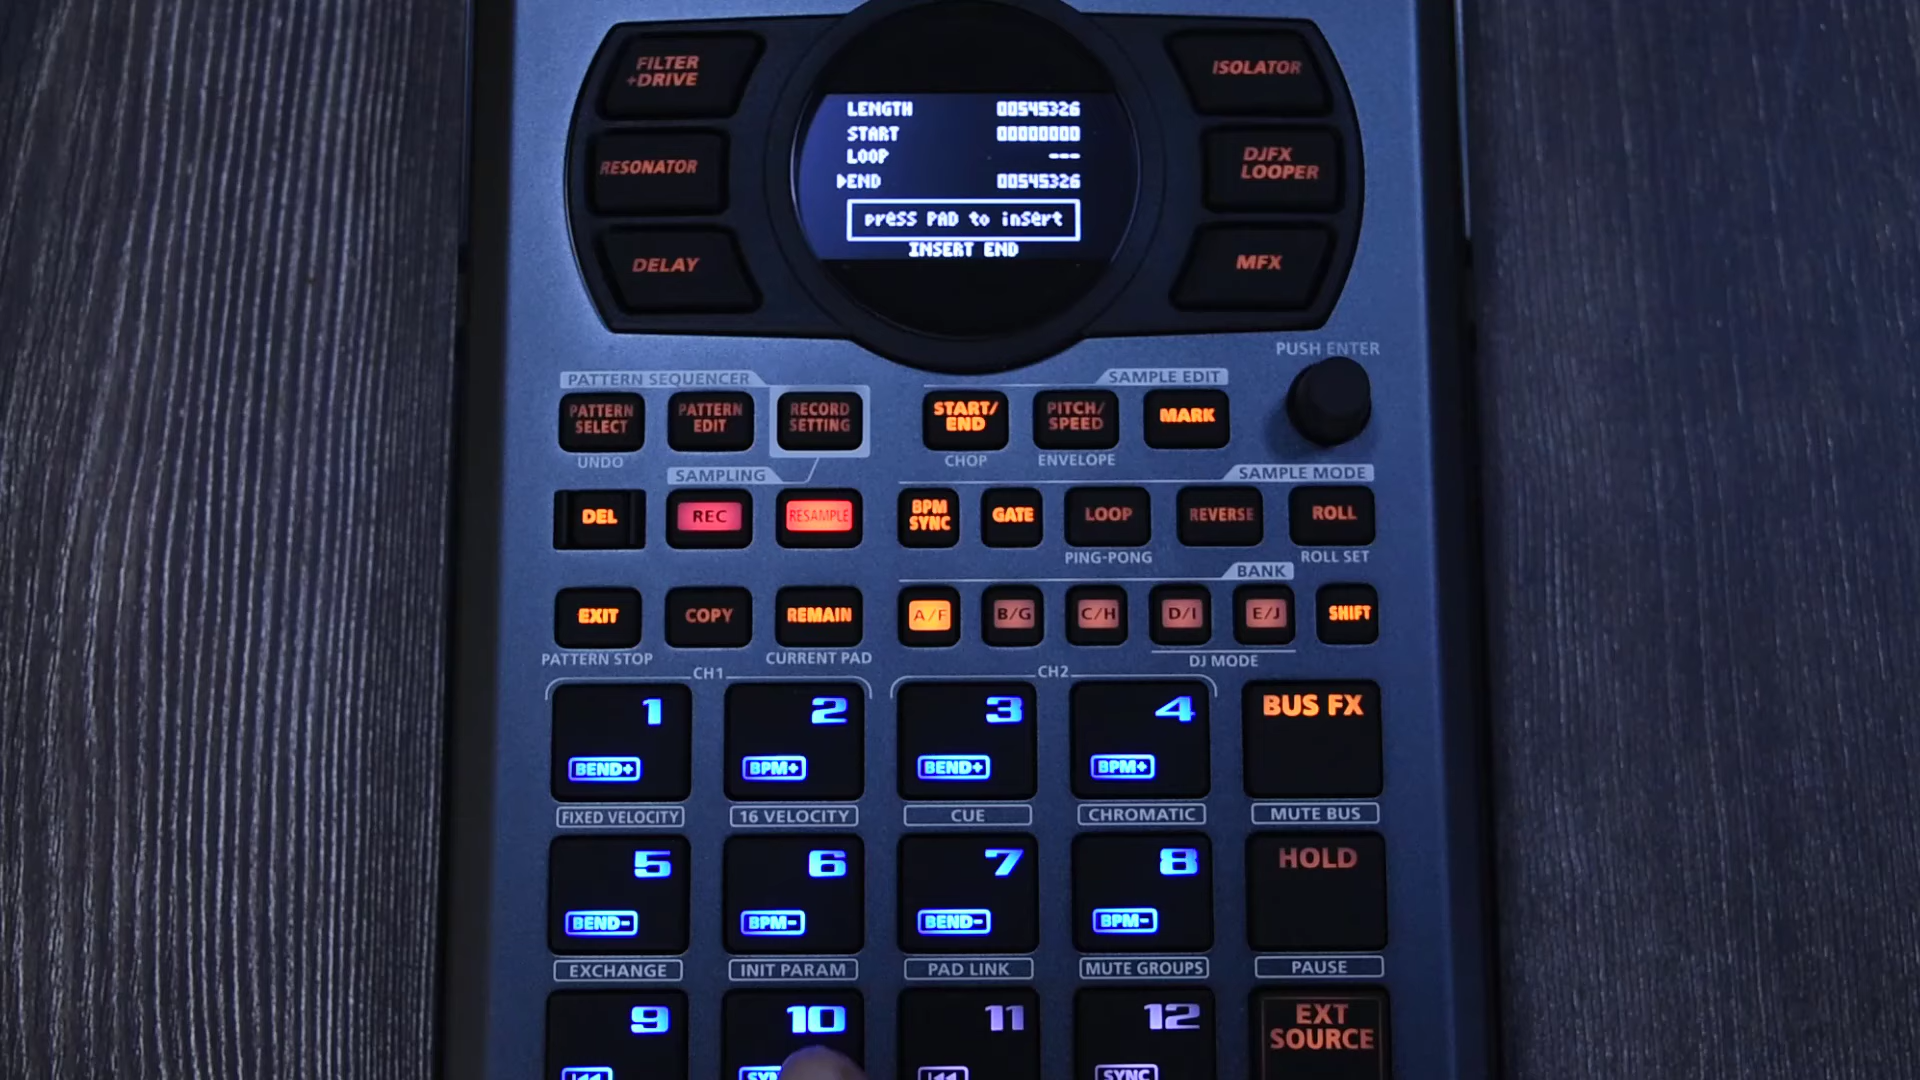 FILTER
+DRIVE
ISOLATOR
LENGTH 00545326
START 00000000
LOOP ---
END 00545326
press PAD to insert
INSERT END
RESONATOR
DJFX
LOOPER
DELAY
MFX
PUSH ENTER
PATTERN SEQUENCER
SAMPLE EDIT
PATTERN
SELECT
PATTERN
EDIT
RECORD
SETTING
START/
END
PITCH/
SPEED
MARK
UNDO
CHOP
ENVELOPE
SAMPLING
SAMPLE MODE
DEL
REC
RESAMPLE
BPM
SYNC
GATE
LOOP
REVERSE
ROLL
PING-PONG
ROLL SET
BANK
EXIT
COPY
REMAIN
A/F
B/G
C/H
D/I
E/J
SHIFT
PATTERN STOP
CURRENT PAD
DJ MODE
CH1
CH2
1
2
3
4
BUS FX
BEND+
BPM+
BEND+
BPM+
FIXED VELOCITY
16 VELOCITY
CUE
CHROMATIC
MUTE BUS
5
6
7
8
HOLD
BEND-
BPM-
BEND-
BPM-
EXCHANGE
INIT PARAM
PAD LINK
MUTE GROUPS
PAUSE
9
10
11
12
EXT
SOURCE
SYNC